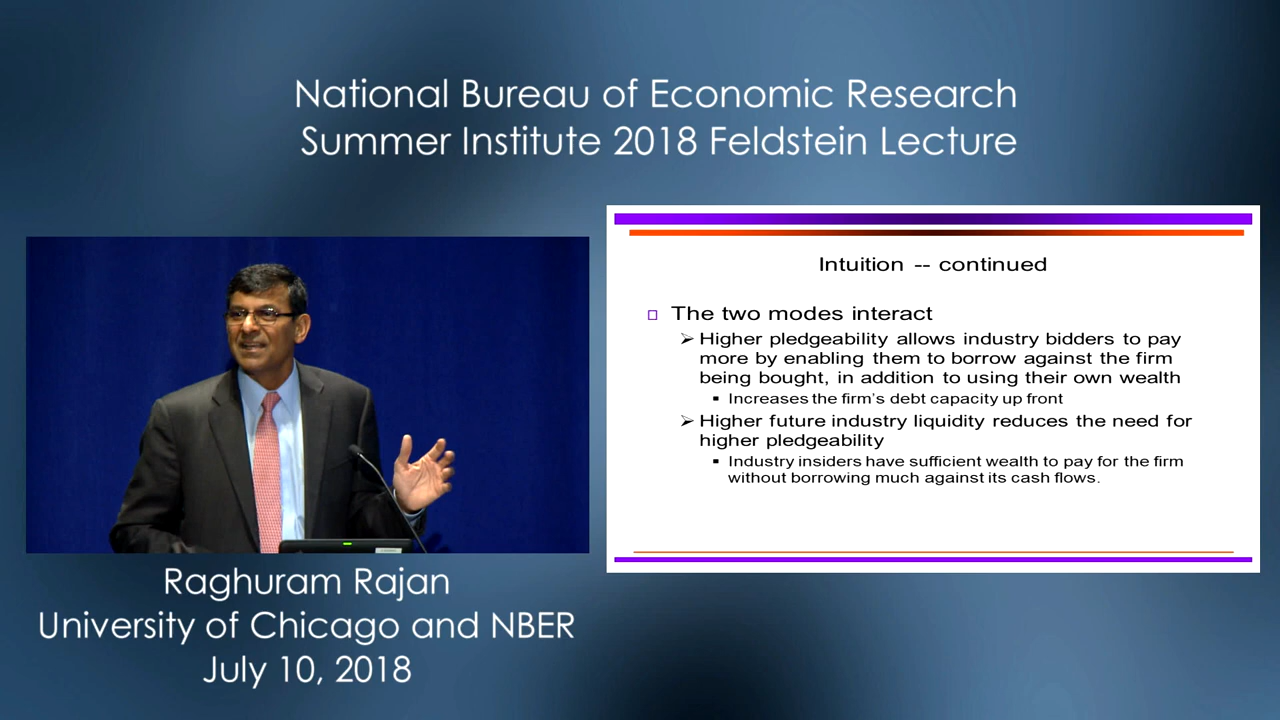 National Bureau of Economic Research
Summer Institute 2018 Feldstein Lecture
Intuition -- continued
The two modes interact
Higher pledgeability allows industry bidders to pay
more by enabling them to borrow against the firm
being bought, in addition to using their own wealth
Increases the firm's debt capacity up front
Higher future industry liquidity reduces the need for
higher pledgeability
Industry insiders have sufficient wealth to pay for the firm
without borrowing much against its cash flows.
Raghuram Rajan
University of Chicago and NBER
July 10, 2018